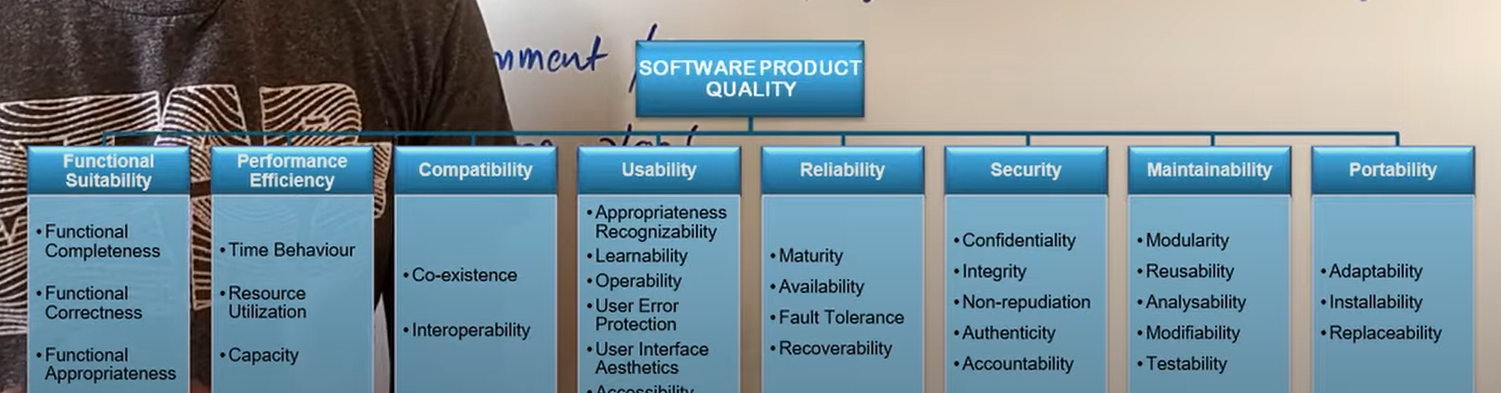 nment /
SOFTWARE PRODUCT
QUALITY
Functional
Suitability
• Functional
Completeness
• Functional
Correctness
• Functional
Appropriateness
Performance
Efficiency
• Time Behaviour
• Resource
Utilization
• Capacity
Compatibility
• Co-existence
• Interoperability
Usability
• Appropriateness
Recognizability
• Learnability
• Operability
• User Error
Protection
• User Interface
Aesthetics
• Accessibility
Reliability
• Maturity
• Availability
• Fault Tolerance
• Recoverability
Security
• Confidentiality
• Integrity
• Non-repudiation
• Authenticity
• Accountability
Maintainability
• Modularity
• Reusability
• Analysability
• Modifiability
• Testability
Portability
• Adaptability
• Installability
• Replaceability